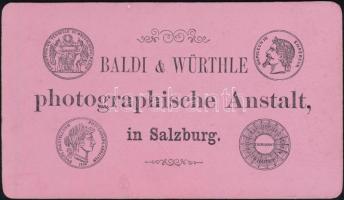 BALDI & WÜRTHLE
photographische Anstalt,
in Salzburg.